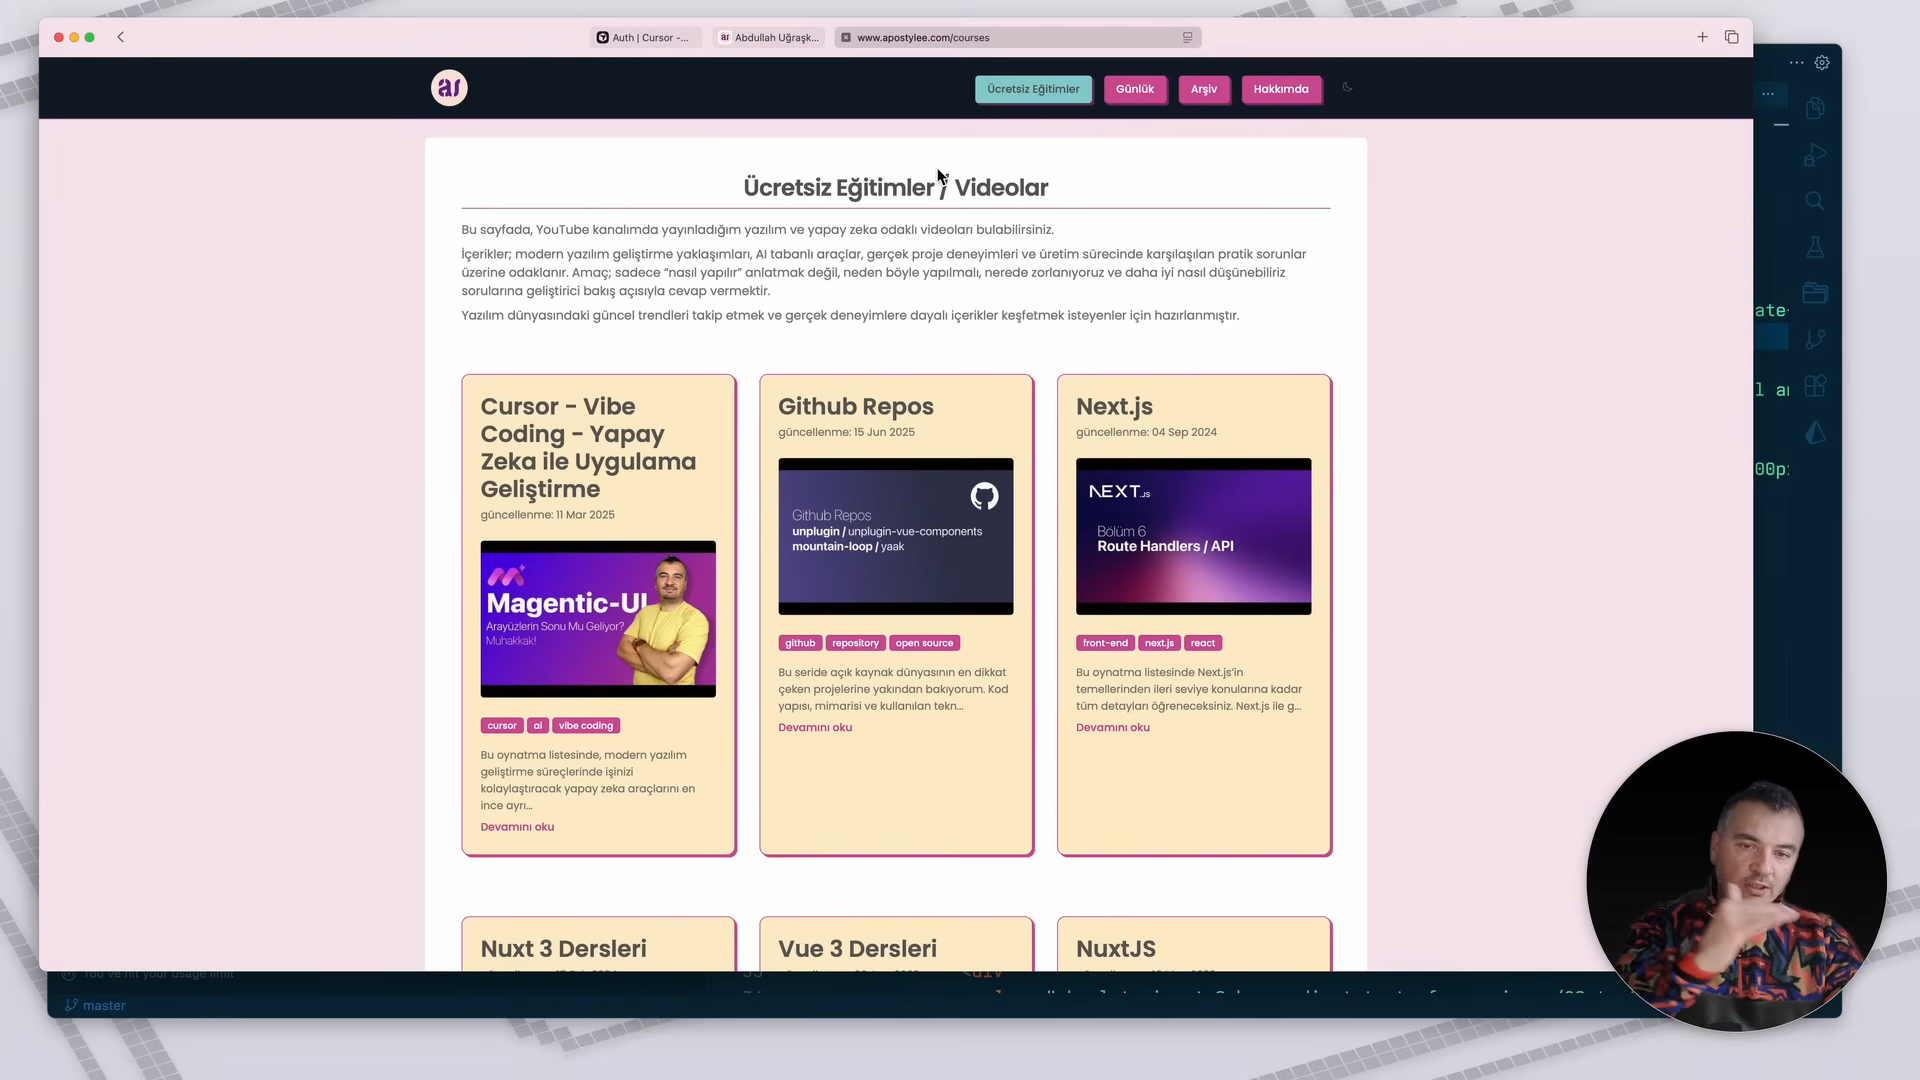 Auth | Cursor -...
ar
Abdullah Uğraşk...
www.apostylee.com/courses
ar
Ücretsiz Eğitimler
Günlük
Arşiv
Hakkımda
Ücretsiz Eğitimler / Videolar
Bu sayfada, YouTube kanalımda yayınladığım yazılım ve yapay zeka odaklı videoları bulabilirsiniz.
İçerikler; modern yazılım geliştirme yaklaşımları, AI tabanlı araçlar, gerçek proje deneyimleri ve üretim sürecinde karşılaşılan pratik sorunlar
üzerine odaklanır. Amaç; sadece “nasıl yapılır” anlatmak değil, neden böyle yapılmalı, nerede zorlanıyoruz ve daha iyi nasıl düşünebiliriz
sorularına geliştirici bakış açısıyla cevap vermektir.
Yazılım dünyasındaki güncel trendleri takip etmek ve gerçek deneyimlere dayalı içerikler keşfetmek isteyenler için hazırlanmıştır.
Cursor - Vibe
Coding - Yapay
Zeka ile Uygulama
Geliştirme
güncellenme: 11 Mar 2025
Magentic-UI
Arayüzlerin Sonu Mu Geliyor?
Muhakkak!
cursor
ai
vibe coding
Bu oynatma listesinde, modern yazılım
geliştirme süreçlerinde işinizi
kolaylaştıracak yapay zeka araçlarını en
ince ayrı...
Devamını oku
Github Repos
güncellenme: 15 Jun 2025
Github Repos
unplugin / unplugin-vue-components
mountain-loop / yaak
github
repository
open source
Bu seride açık kaynak dünyasının en dikkat
çeken projelerine yakından bakıyorum. Kod
yapısı, mimarisi ve kullanılan tekn...
Devamını oku
Next.js
güncellenme: 04 Sep 2024
NEXT.JS
Bölüm 6
Route Handlers / API
front-end
next.js
react
Bu oynatma listesinde Next.js’in
temellerinden ileri seviye konularına kadar
tüm detayları öğreneceksiniz. Next.js ile g...
Devamını oku
Nuxt 3 Dersleri
Vue 3 Dersleri
NuxtJS
You've hit your usage limit
<div
master